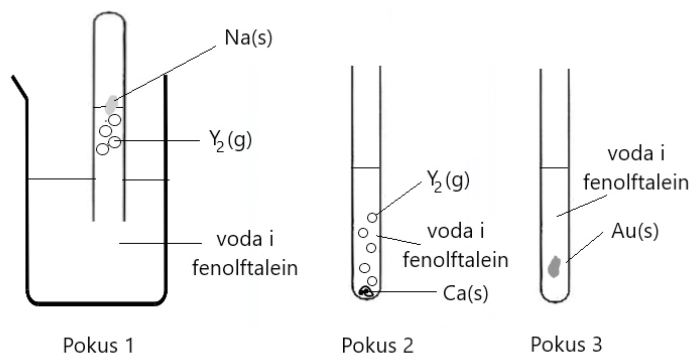 Na(s)
Y₂(g)
voda i
fenolftalein
Pokus 1
Y₂(g)
voda i
fenolftalein
Ca(s)
Pokus 2
voda i
fenolftalein
Au(s)
Pokus 3